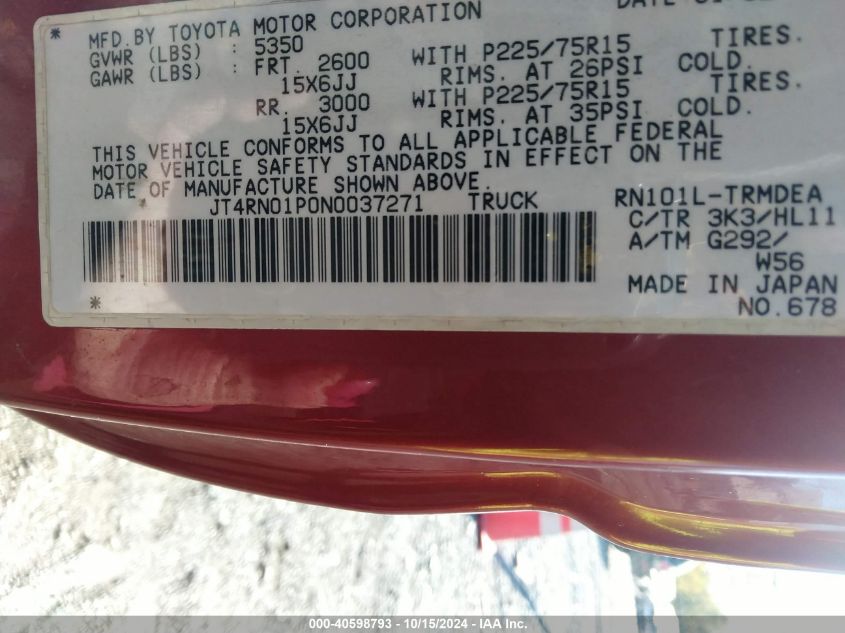 * MFD. BY TOYOTA MOTOR CORPORATION
GVWR (LBS) : 5350
GAWR (LBS) : FRT. 2600 WITH P225/75R15 TIRES.
15X6JJ RIMS. AT 26PSI COLD.
RR. 3000 WITH P225/75R15 TIRES.
15X6JJ RIMS. AT 35PSI COLD.
THIS VEHICLE CONFORMS TO ALL APPLICABLE FEDERAL
MOTOR VEHICLE SAFETY STANDARDS IN EFFECT ON THE
DATE OF MANUFACTURE SHOWN ABOVE.
JT4RN01P0N0037271 TRUCK RN101L-TRMDEA
C/TR 3K3/HL11
A/TM G292/
W56
* MADE IN JAPAN
NO.678
000-40598793 - 10/15/2024 - IAA Inc.